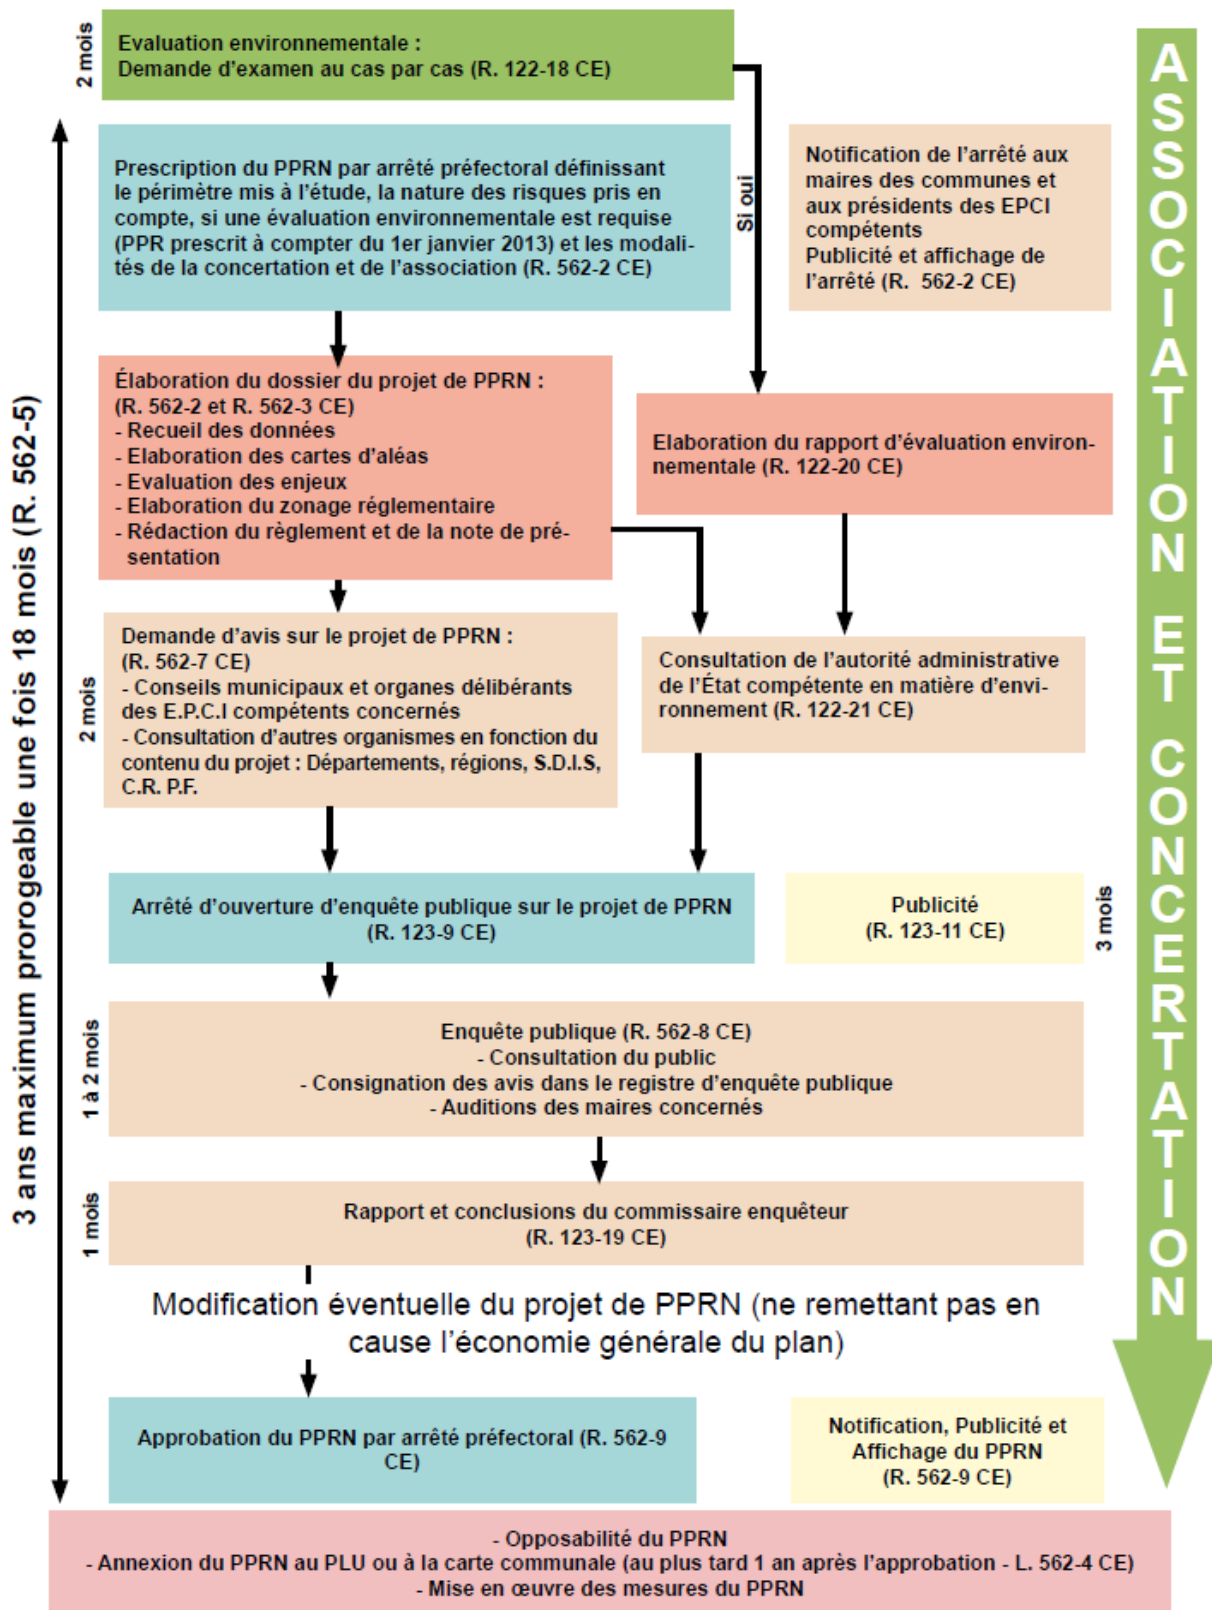 2 mois
Evaluation environnementale :
Demande d'examen au cas par cas (R. 122-18 CE)
3 ans maximum prorogeable une fois 18 mois (R. 562-5)
Prescription du PPRN par arrêté préfectoral définissant
le périmètre mis à l'étude, la nature des risques pris en
compte, si une évaluation environnementale est requise
(PPR prescrit à compter du 1er janvier 2013) et les modali-
tés de la concertation et de l'association (R. 562-2 CE)
Si oui
Notification de l'arrêté aux
maires des communes et
aux présidents des EPCI
compétents
Publicité et affichage de
l'arrêté (R. 562-2 CE)
ASSOCIATION ET CONCERTATION
Élaboration du dossier du projet de PPRN :
(R. 562-2 et R. 562-3 CE)
- Recueil des données
- Elaboration des cartes d'aléas
- Evaluation des enjeux
- Elaboration du zonage réglementaire
- Rédaction du règlement et de la note de pré-
sentation
Elaboration du rapport d'évaluation environ-
nementale (R. 122-20 CE)
2 mois
Demande d'avis sur le projet de PPRN :
(R. 562-7 CE)
- Conseils municipaux et organes délibérants
des E.P.C.I compétents concernés
- Consultation d'autres organismes en fonction du
contenu du projet : Départements, régions, S.D.I.S,
C.R. P.F.
Consultation de l'autorité administrative
de l'État compétente en matière d'envi-
ronnement (R. 122-21 CE)
Arrêté d'ouverture d'enquête publique sur le projet de PPRN
(R. 123-9 CE)
Publicité
(R. 123-11 CE)
3 mois
1 à 2 mois
Enquête publique (R. 562-8 CE)
- Consultation du public
- Consignation des avis dans le registre d'enquête publique
- Auditions des maires concernés
1 mois
Rapport et conclusions du commissaire enquêteur
(R. 123-19 CE)
Modification éventuelle du projet de PPRN (ne remettant pas en
cause l'économie générale du plan)
Approbation du PPRN par arrêté préfectoral (R. 562-9
CE)
Notification, Publicité et
Affichage du PPRN
(R. 562-9 CE)
- Opposabilité du PPRN
- Annexion du PPRN au PLU ou à la carte communale (au plus tard 1 an après l'approbation - L. 562-4 CE)
- Mise en œuvre des mesures du PPRN